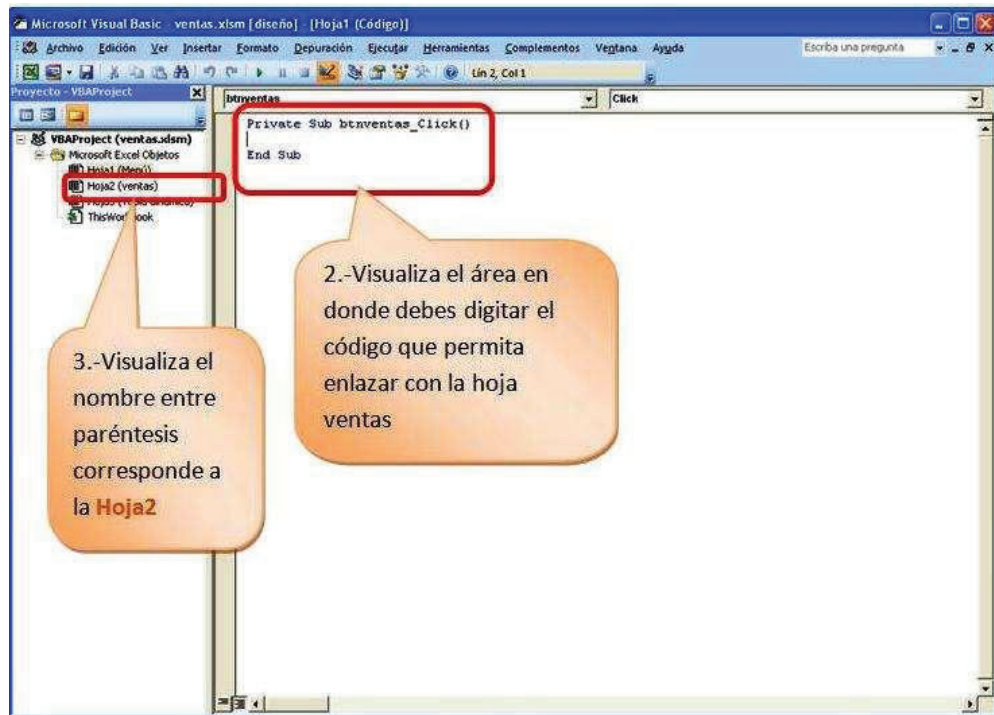 Microsoft Visual Basic - ventas.xlsm [diseño] - [Hoja1 (Código)]
Archivo Edición Ver Insertar Formato Depuración Ejecutar Herramientas Complementos Ventana Ayuda Escriba una pregunta
Lín 2, Col 1
Proyecto - VBAProject
btnventas Click
VBAProject (ventas.xlsm)
Microsoft Excel Objetos
Hoja1 (Menú)
Hoja2 (ventas)
ThisWorkbook
Private Sub btnventas_Click()
End Sub
2.-Visualiza el área en
donde debes digitar el
código que permita
enlazar con la hoja
ventas
3.-Visualiza el
nombre entre
paréntesis
corresponde a
la Hoja2